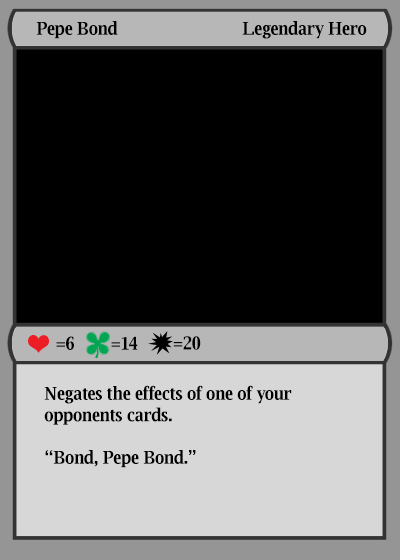 Pepe Bond Legendary Hero
=6 =14 =20
Negates the effects of one of your
opponents cards.
“Bond, Pepe Bond.”